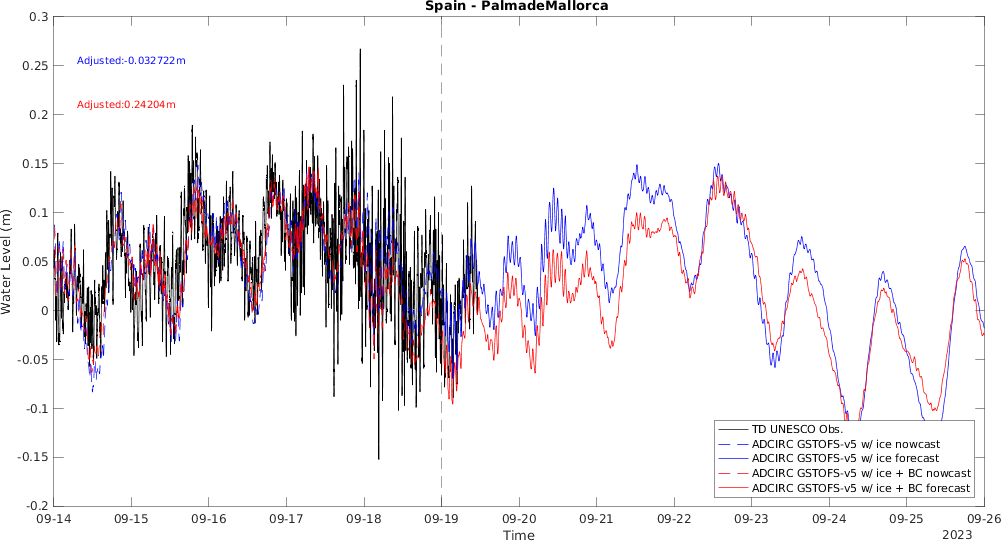 Spain - PalmadeMallorca
0.3
0.25
0.2
0.15
0.1
0.05
0
-0.05
-0.1
-0.15
-0.2
Water Level (m)
Adjusted:-0.032722m
Adjusted:0.24204m
TD UNESCO Obs.
ADCIRC GSTOFS-v5 w/ ice nowcast
ADCIRC GSTOFS-v5 w/ ice forecast
ADCIRC GSTOFS-v5 w/ ice + BC nowcast
ADCIRC GSTOFS-v5 w/ ice + BC forecast
09-14 09-15 09-16 09-17 09-18 09-19 09-20 09-21 09-22 09-23 09-24 09-25 09-26
Time
2023